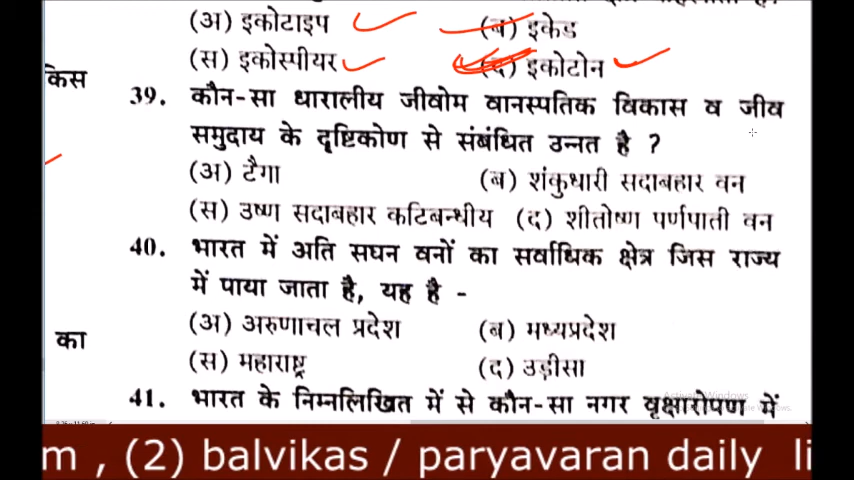 (अ) इकोटाइप (ब) इकेड
(स) इकोस्पीयर (द) इकोटोन
किस
39. कौन-सा धारालीय जीवोम वानस्पतिक विकास व जीव
समुदाय के दृष्टिकोण से संबंधित उन्नत है ?
(अ) टैगा (ब) शंकुधारी सदाबहार वन
(स) उष्ण सदाबहार कटिबन्धीय (द) शीतोष्ण पर्णपाती वन
40. भारत में अति सघन वनों का सर्वाधिक क्षेत्र जिस राज्य
में पाया जाता है, यह है -
(अ) अरुणाचल प्रदेश (ब) मध्यप्रदेश
का
(स) महाराष्ट्र (द) उड़ीसा
41. भारत के निम्नलिखित में से कौन-सा नगर वृक्षारोपण में
m , (2) balvikas / paryavaran daily li